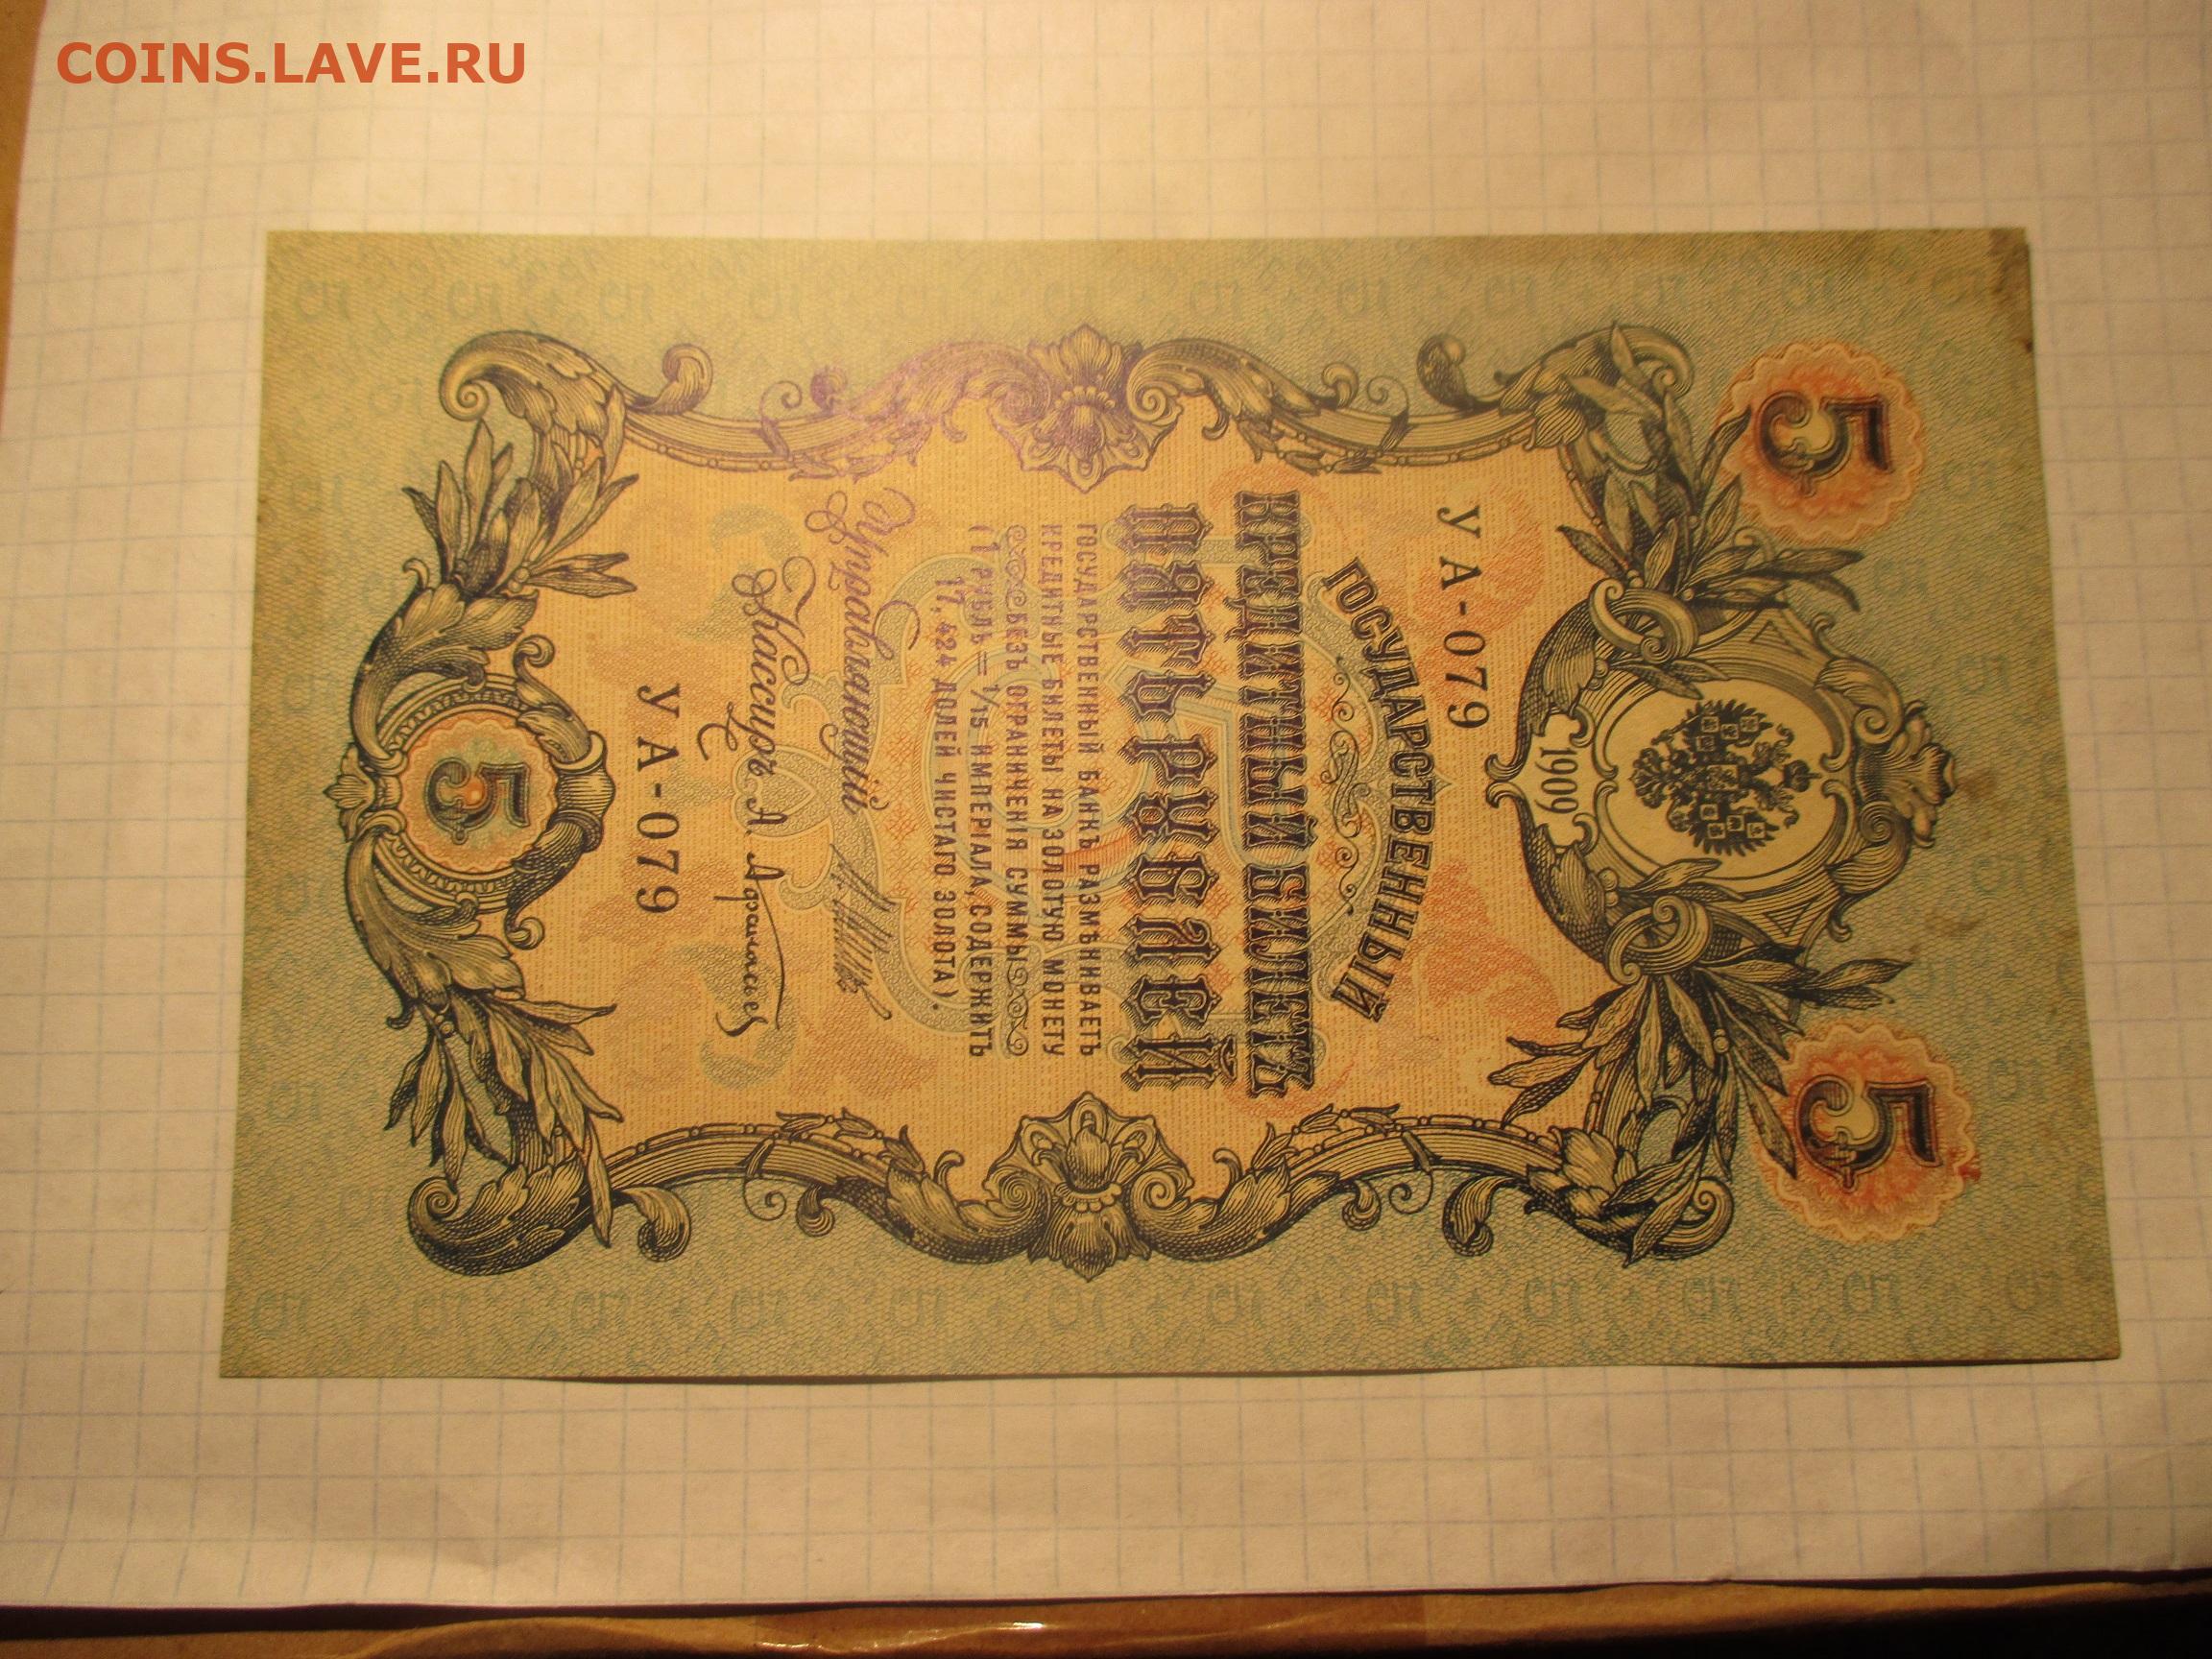 COINS.LAVE.RU
5
5
1909
УА-079
ГОСУДАРСТВЕННЫЙ
КРЕДИТНЫЙ БИЛЕТЪ
ПЯТЬ РУБЛЕЙ
ГОСУДАРСТВЕННЫЙ БАНКЪ РАЗМѢНИВАЕТЪ
КРЕДИТНЫЕ БИЛЕТЫ НА ЗОЛОТУЮ МОНЕТУ
БЕЗЪ ОГРАНИЧЕНІЯ СУММЫ
(1 РУБЛЬ = 1/15 ИМПЕРІАЛА, СОДЕРЖИТЪ
17,424 ДОЛЕЙ ЧИСТАГО ЗОЛОТА).
Управляющій
Кассиръ А. Афанасьев
УА-079
5